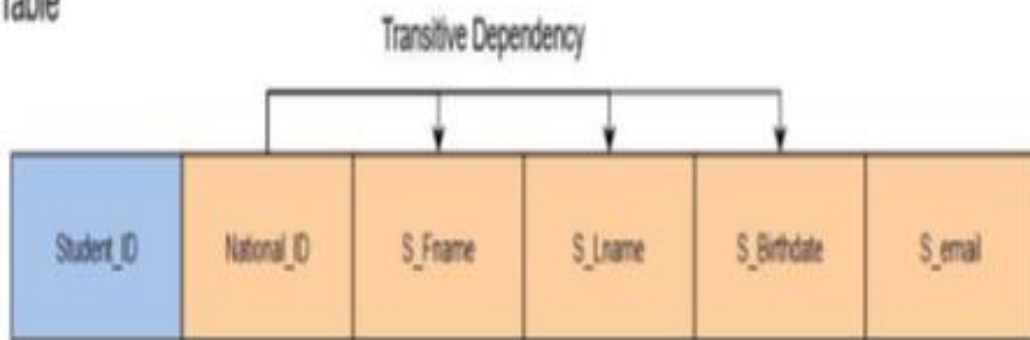 Table
Transitive Dependency
Student_ID National_ID S_Fname S_Lname S_Birthdate S_email